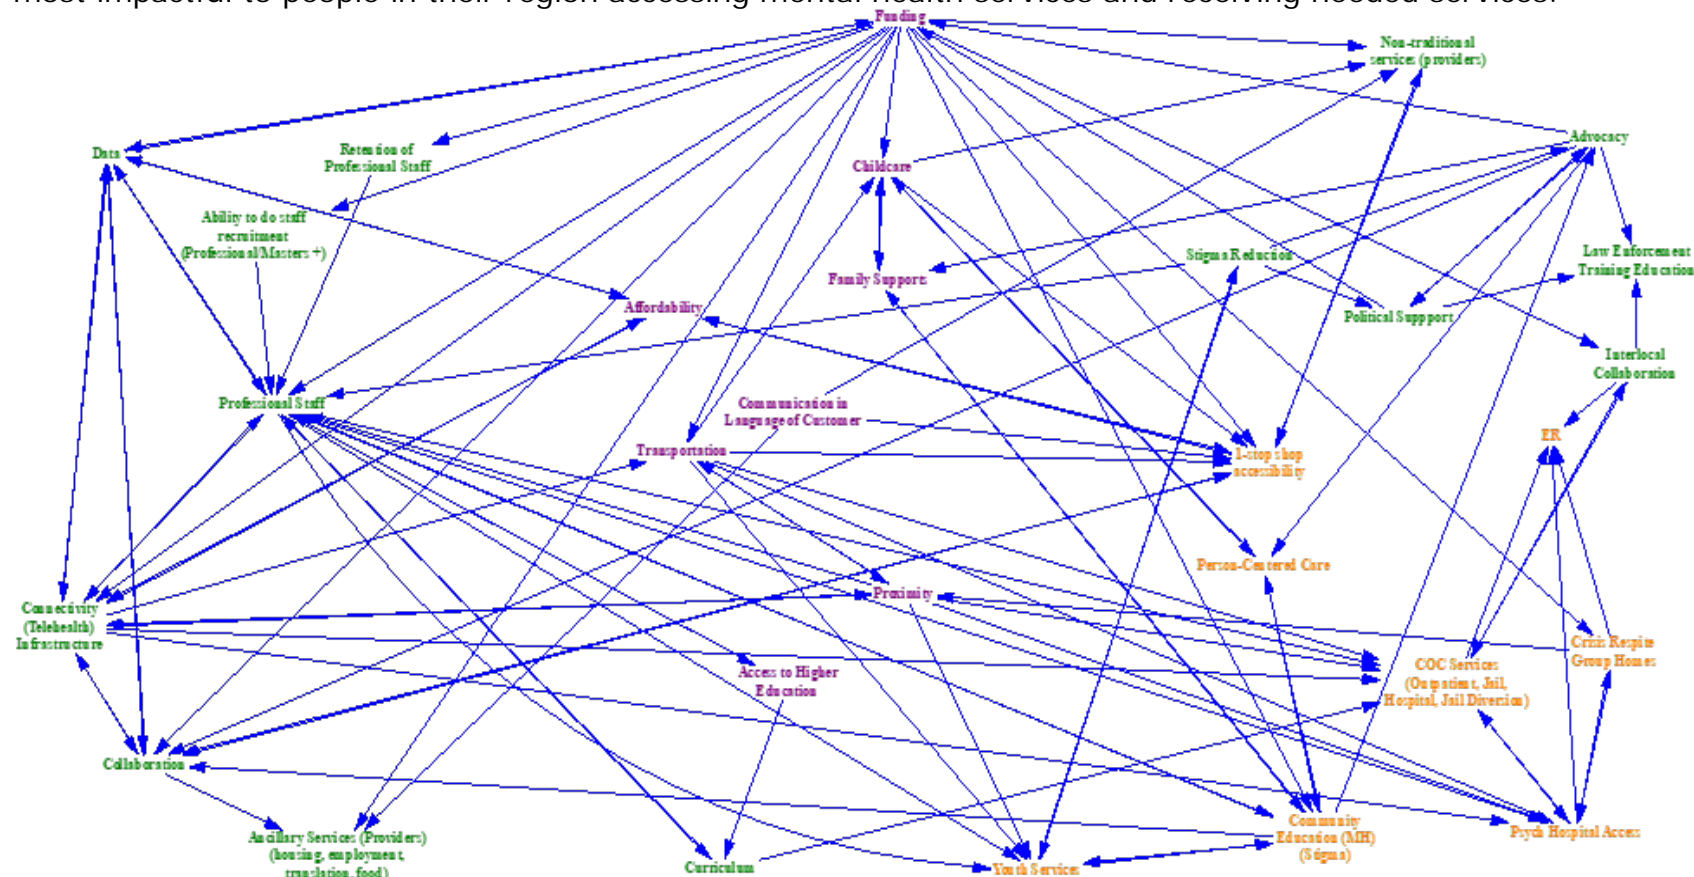 most impactful to people in their region accessing mental health services and receiving needed services.
Funding
Non-traditional
services (providers)
Advocacy
Data
Retention of
Professional Staff
Childcare
Ability to do staff
recruitment
(Professional/Masters +)
Stigma Reduction
Law Enforcement
Training Education
Family Supports
Affordability
Political Suppport
Interlocal
Collaboration
Professional Staff
Communication in
Language of Customer
ER
Transportation
1-stop shop
accessibility
Person-Centered Care
Proximity
Connectivity
(Telehealth)
Infrastructure
Crisis Respite
Group Homes
Access to Higher
Education
COC Services
(Outpatient, Jail,
Hospital, Jail Diversion)
Collaboration
Community
Education (MH)
(Stigma)
Psych Hospital Access
Ancillary Services (Providers)
(housing, employment,
translation, food)
Curriculum
Youth Services